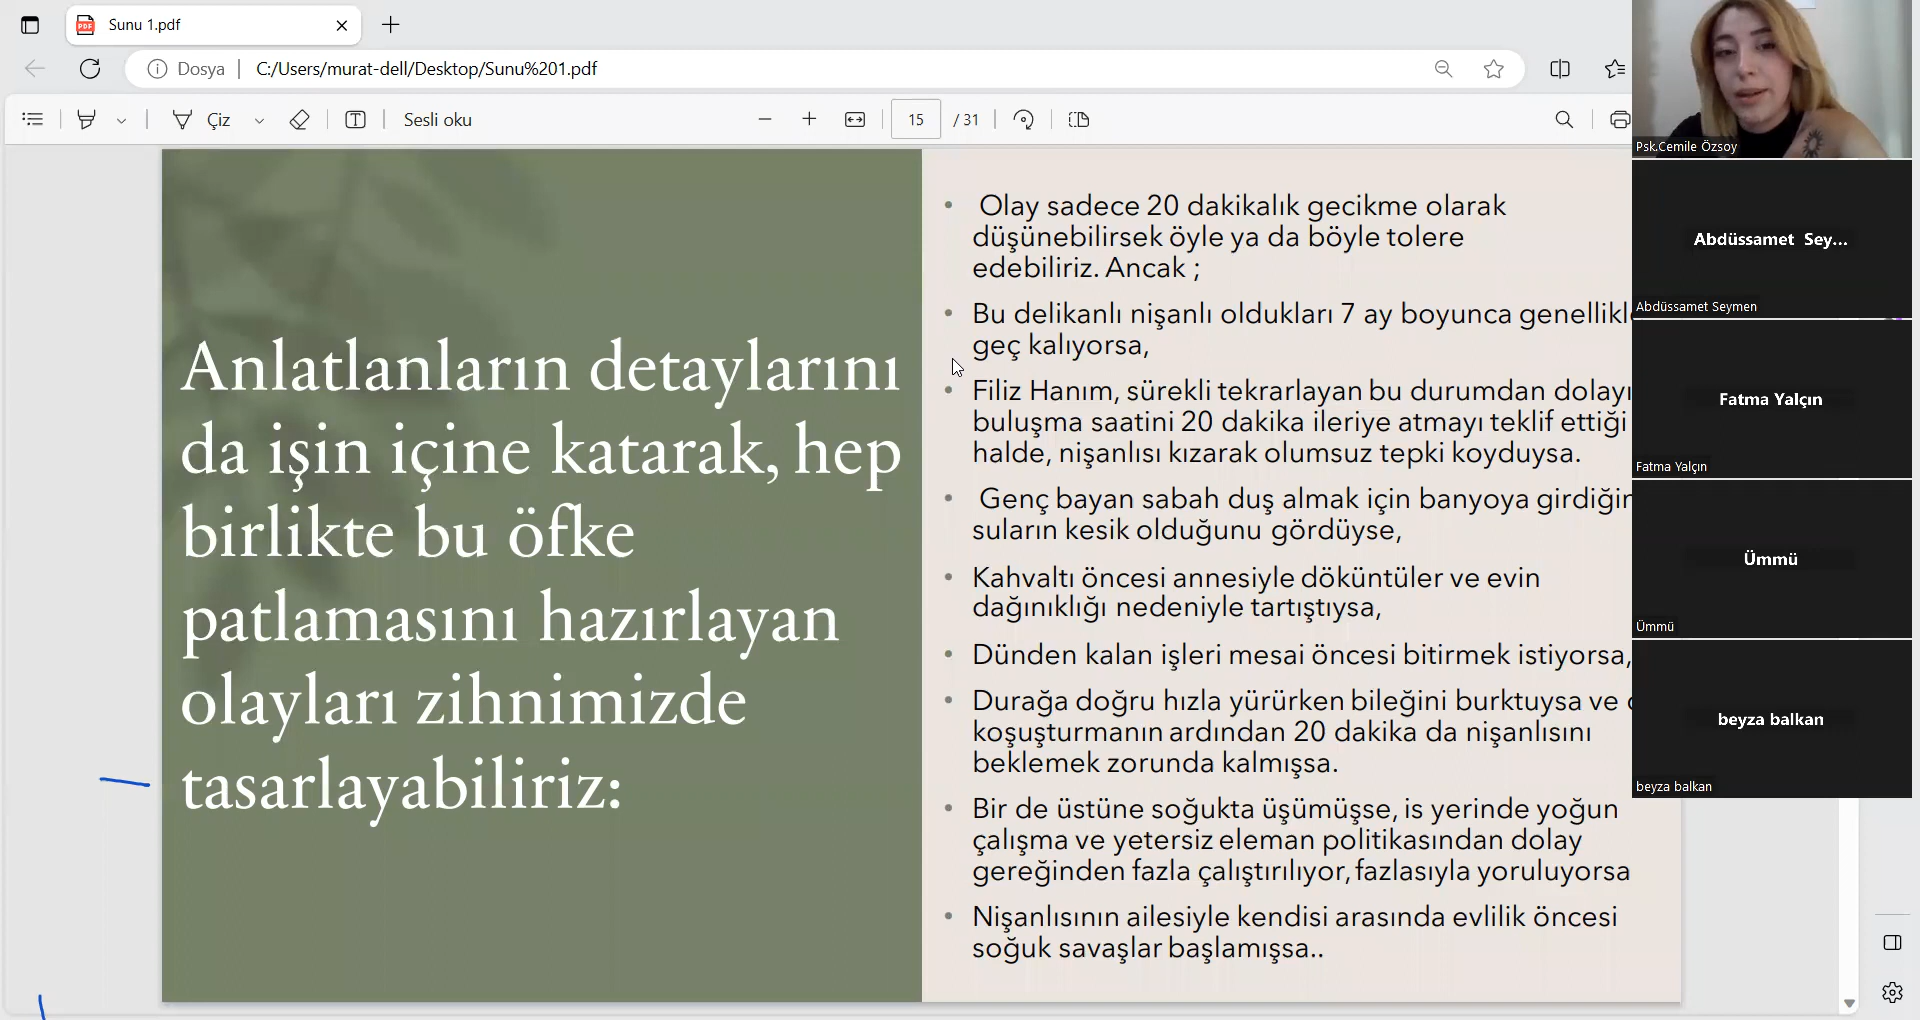 Sunu 1.pdf
Dosya
C:/Users/murat-dell/Desktop/Sunu%201.pdf
Çiz
Sesli oku
15
/ 31
Anlatlanların detaylarını
da işin içine katarak, hep
birlikte bu öfke
patlamasını hazırlayan
olayları zihnimizde
tasarlayabiliriz:
• Olay sadece 20 dakikalık gecikme olarak
düşünebilirsek öyle ya da böyle tolere
edebiliriz. Ancak ;
• Bu delikanlı nişanlı oldukları 7 ay boyunca
geç kalıyorsa,
• Filiz Hanım, sürekli tekrarlayan bu durumdan dolayı
buluşma saatini 20 dakika ileriye atmayı teklif ettiği
halde, nişanlısı kızarak olumsuz tepki koyduysa.
• Genç bayan sabah duş almak için banyoya
suların kesik olduğunu gördüyse,
• Kahvaltı öncesi annesiyle döküntüler ve evin
dağınıklığı nedeniyle tartıştıysa,
• Dünden kalan işleri mesai öncesi bitirmek istiyorsa,
• Durağa doğru hızla yürürken bileğini burktuysa ve
koşuşturmanın ardından 20 dakika da nişanlısını
beklemek zorunda kalmışsa.
• Bir de üstüne soğukta üşümüşse, is yerinde yoğun
çalışma ve yetersiz eleman politikasından dolay
gereğinden fazla çalıştırılıyor, fazlasıyla yoruluyorsa
• Nişanlısının ailesiyle kendisi arasında evlilik öncesi
soğuk savaşlar başlamışsa..
Psk.Cemile Özsoy
Abdüssamet Sey...
Abdüssamet Seymen
Fatma Yalçın
Fatma Yalçın
Ümmü
Ümmü
beyza balkan
beyza balkan